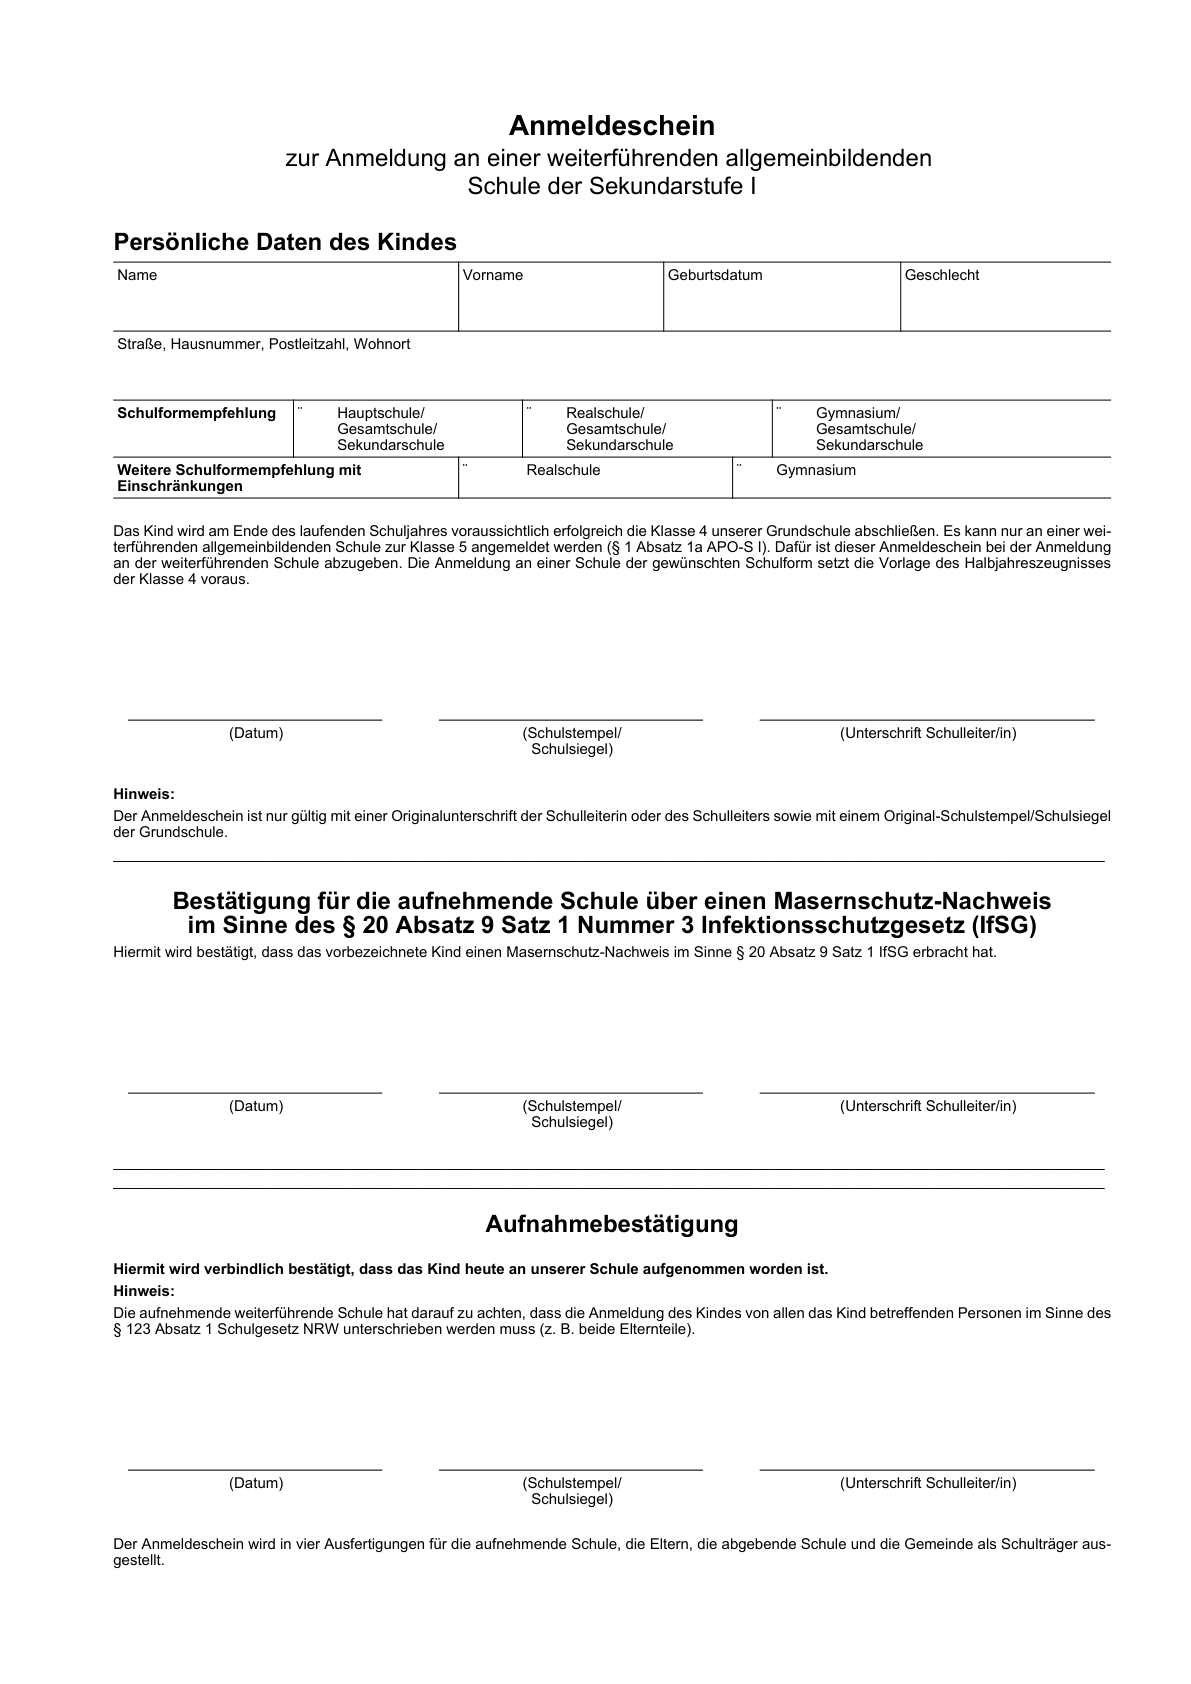 Anmeldeschein
zur Anmeldung an einer weiterführenden allgemeinbildenden
Schule der Sekundarstufe I
Persönliche Daten des Kindes
Name Vorname Geburtsdatum Geschlecht
Straße, Hausnummer, Postleitzahl, Wohnort
Schulformempfehlung ¨ Hauptschule/ ¨ Realschule/ ¨ Gymnasium/
Gesamtschule/ Gesamtschule/ Gesamtschule/
Sekundarschule Sekundarschule Sekundarschule
Weitere Schulformempfehlung mit ¨ Realschule ¨ Gymnasium
Einschränkungen
Das Kind wird am Ende des laufenden Schuljahres voraussichtlich erfolgreich die Klasse 4 unserer Grundschule abschließen. Es kann nur an einer wei-
terführenden allgemeinbildenden Schule zur Klasse 5 angemeldet werden (§ 1 Absatz 1a APO-S I). Dafür ist dieser Anmeldeschein bei der Anmeldung
an der weiterführenden Schule abzugeben. Die Anmeldung an einer Schule der gewünschten Schulform setzt die Vorlage des Halbjahreszeugnisses
der Klasse 4 voraus.
(Datum) (Schulstempel/ (Unterschrift Schulleiter/in)
Schulsiegel)
Hinweis:
Der Anmeldeschein ist nur gültig mit einer Originalunterschrift der Schulleiterin oder des Schulleiters sowie mit einem Original-Schulstempel/Schulsiegel
der Grundschule.
Bestätigung für die aufnehmende Schule über einen Masernschutz-Nachweis
im Sinne des § 20 Absatz 9 Satz 1 Nummer 3 Infektionsschutzgesetz (IfSG)
Hiermit wird bestätigt, dass das vorbezeichnete Kind einen Masernschutz-Nachweis im Sinne § 20 Absatz 9 Satz 1 IfSG erbracht hat.
(Datum) (Schulstempel/ (Unterschrift Schulleiter/in)
Schulsiegel)
Aufnahmebestätigung
Hiermit wird verbindlich bestätigt, dass das Kind heute an unserer Schule aufgenommen worden ist.
Hinweis:
Die aufnehmende weiterführende Schule hat darauf zu achten, dass die Anmeldung des Kindes von allen das Kind betreffenden Personen im Sinne des
§ 123 Absatz 1 Schulgesetz NRW unterschrieben werden muss (z. B. beide Elternteile).
(Datum) (Schulstempel/ (Unterschrift Schulleiter/in)
Schulsiegel)
Der Anmeldeschein wird in vier Ausfertigungen für die aufnehmende Schule, die Eltern, die abgebende Schule und die Gemeinde als Schulträger aus-
gestellt.